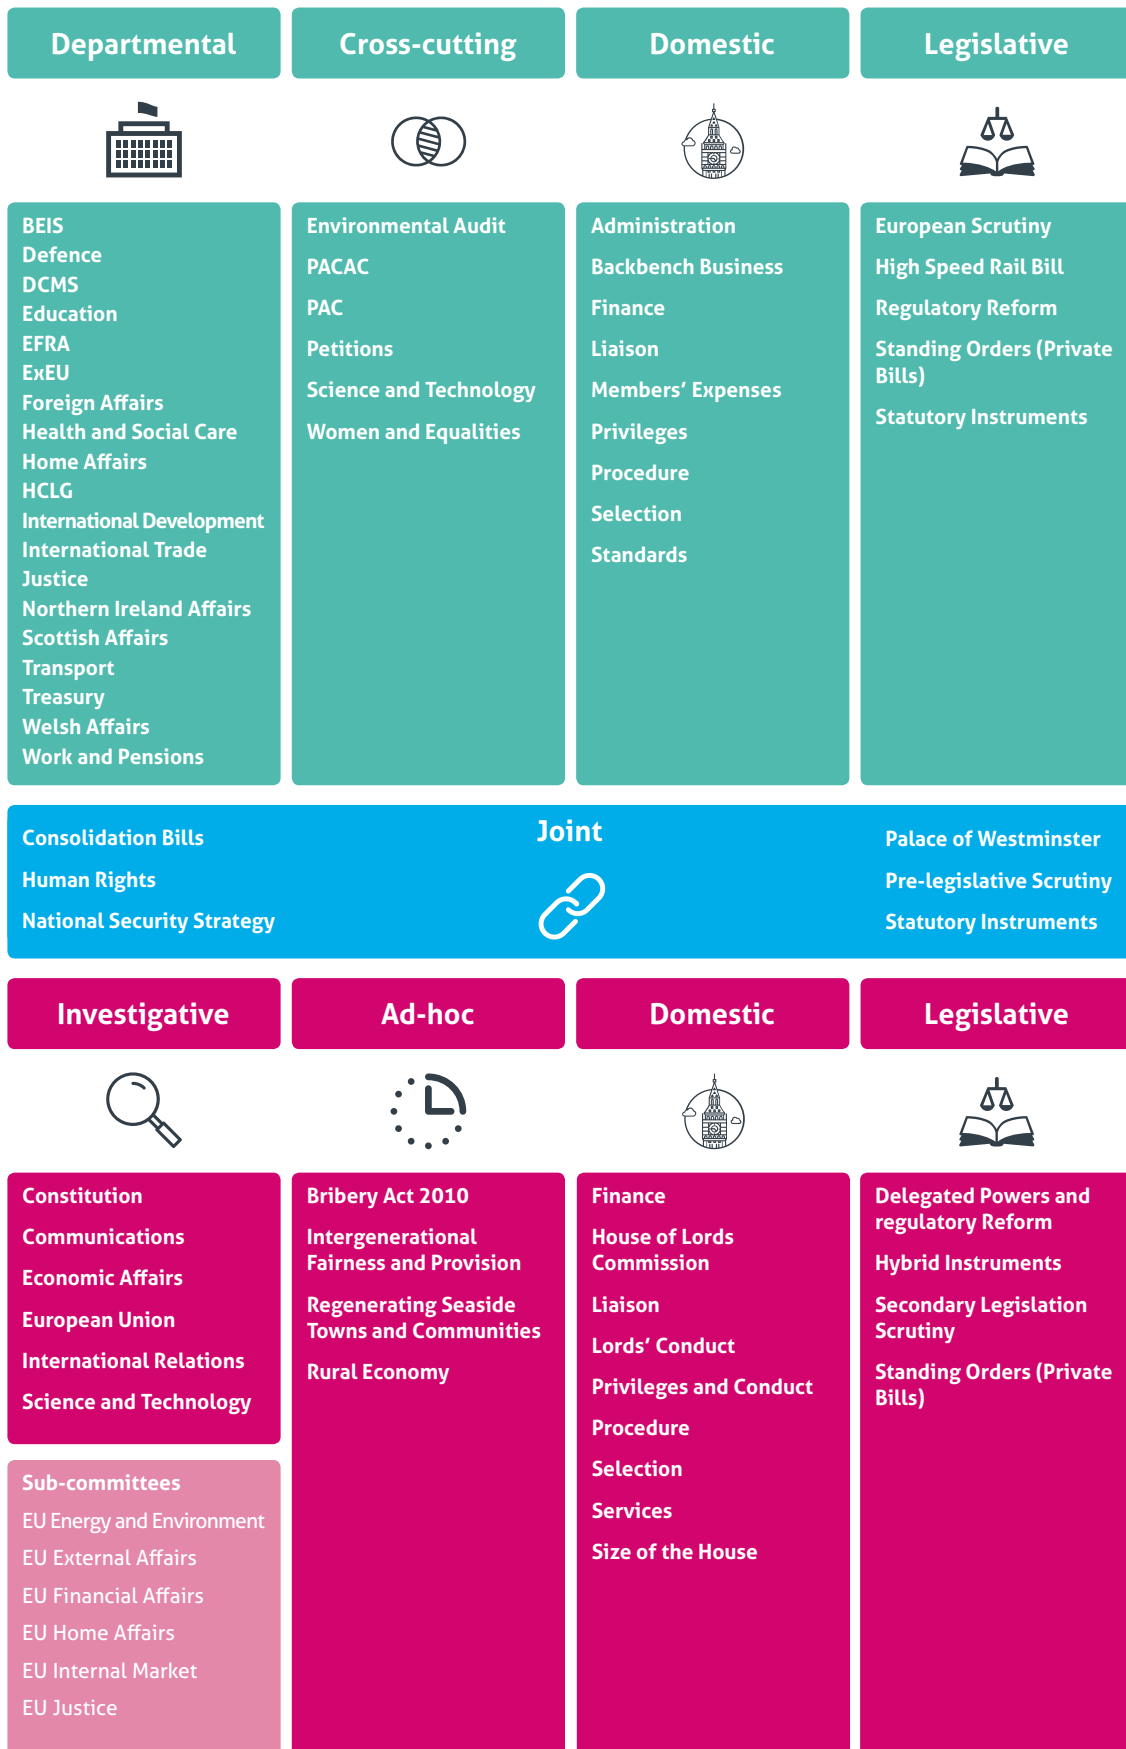 Departmental
Cross-cutting
Domestic
Legislative
BEIS
Defence
DCMS
Education
EFRA
ExEU
Foreign Affairs
Health and Social Care
Home Affairs
HCLG
International Development
International Trade
Justice
Northern Ireland Affairs
Scottish Affairs
Transport
Treasury
Welsh Affairs
Work and Pensions
Environmental Audit
PACAC
PAC
Petitions
Science and Technology
Women and Equalities
Administration
Backbench Business
Finance
Liaison
Members’ Expenses
Privileges
Procedure
Selection
Standards
European Scrutiny
High Speed Rail Bill
Regulatory Reform
Standing Orders (Private
Bills)
Statutory Instruments
Joint
Consolidation Bills
Human Rights
National Security Strategy
Palace of Westminster
Pre-legislative Scrutiny
Statutory Instruments
Investigative
Ad-hoc
Domestic
Legislative
Constitution
Communications
Economic Affairs
European Union
International Relations
Science and Technology
Sub-committees
EU Energy and Environment
EU External Affairs
EU Financial Affairs
EU Home Affairs
EU Internal Market
EU Justice
Bribery Act 2010
Intergenerational
Fairness and Provision
Regenerating Seaside
Towns and Communities
Rural Economy
Finance
House of Lords
Commission
Liaison
Lords’ Conduct
Privileges and Conduct
Procedure
Selection
Services
Size of the House
Delegated Powers and
regulatory Reform
Hybrid Instruments
Secondary Legislation
Scrutiny
Standing Orders (Private
Bills)